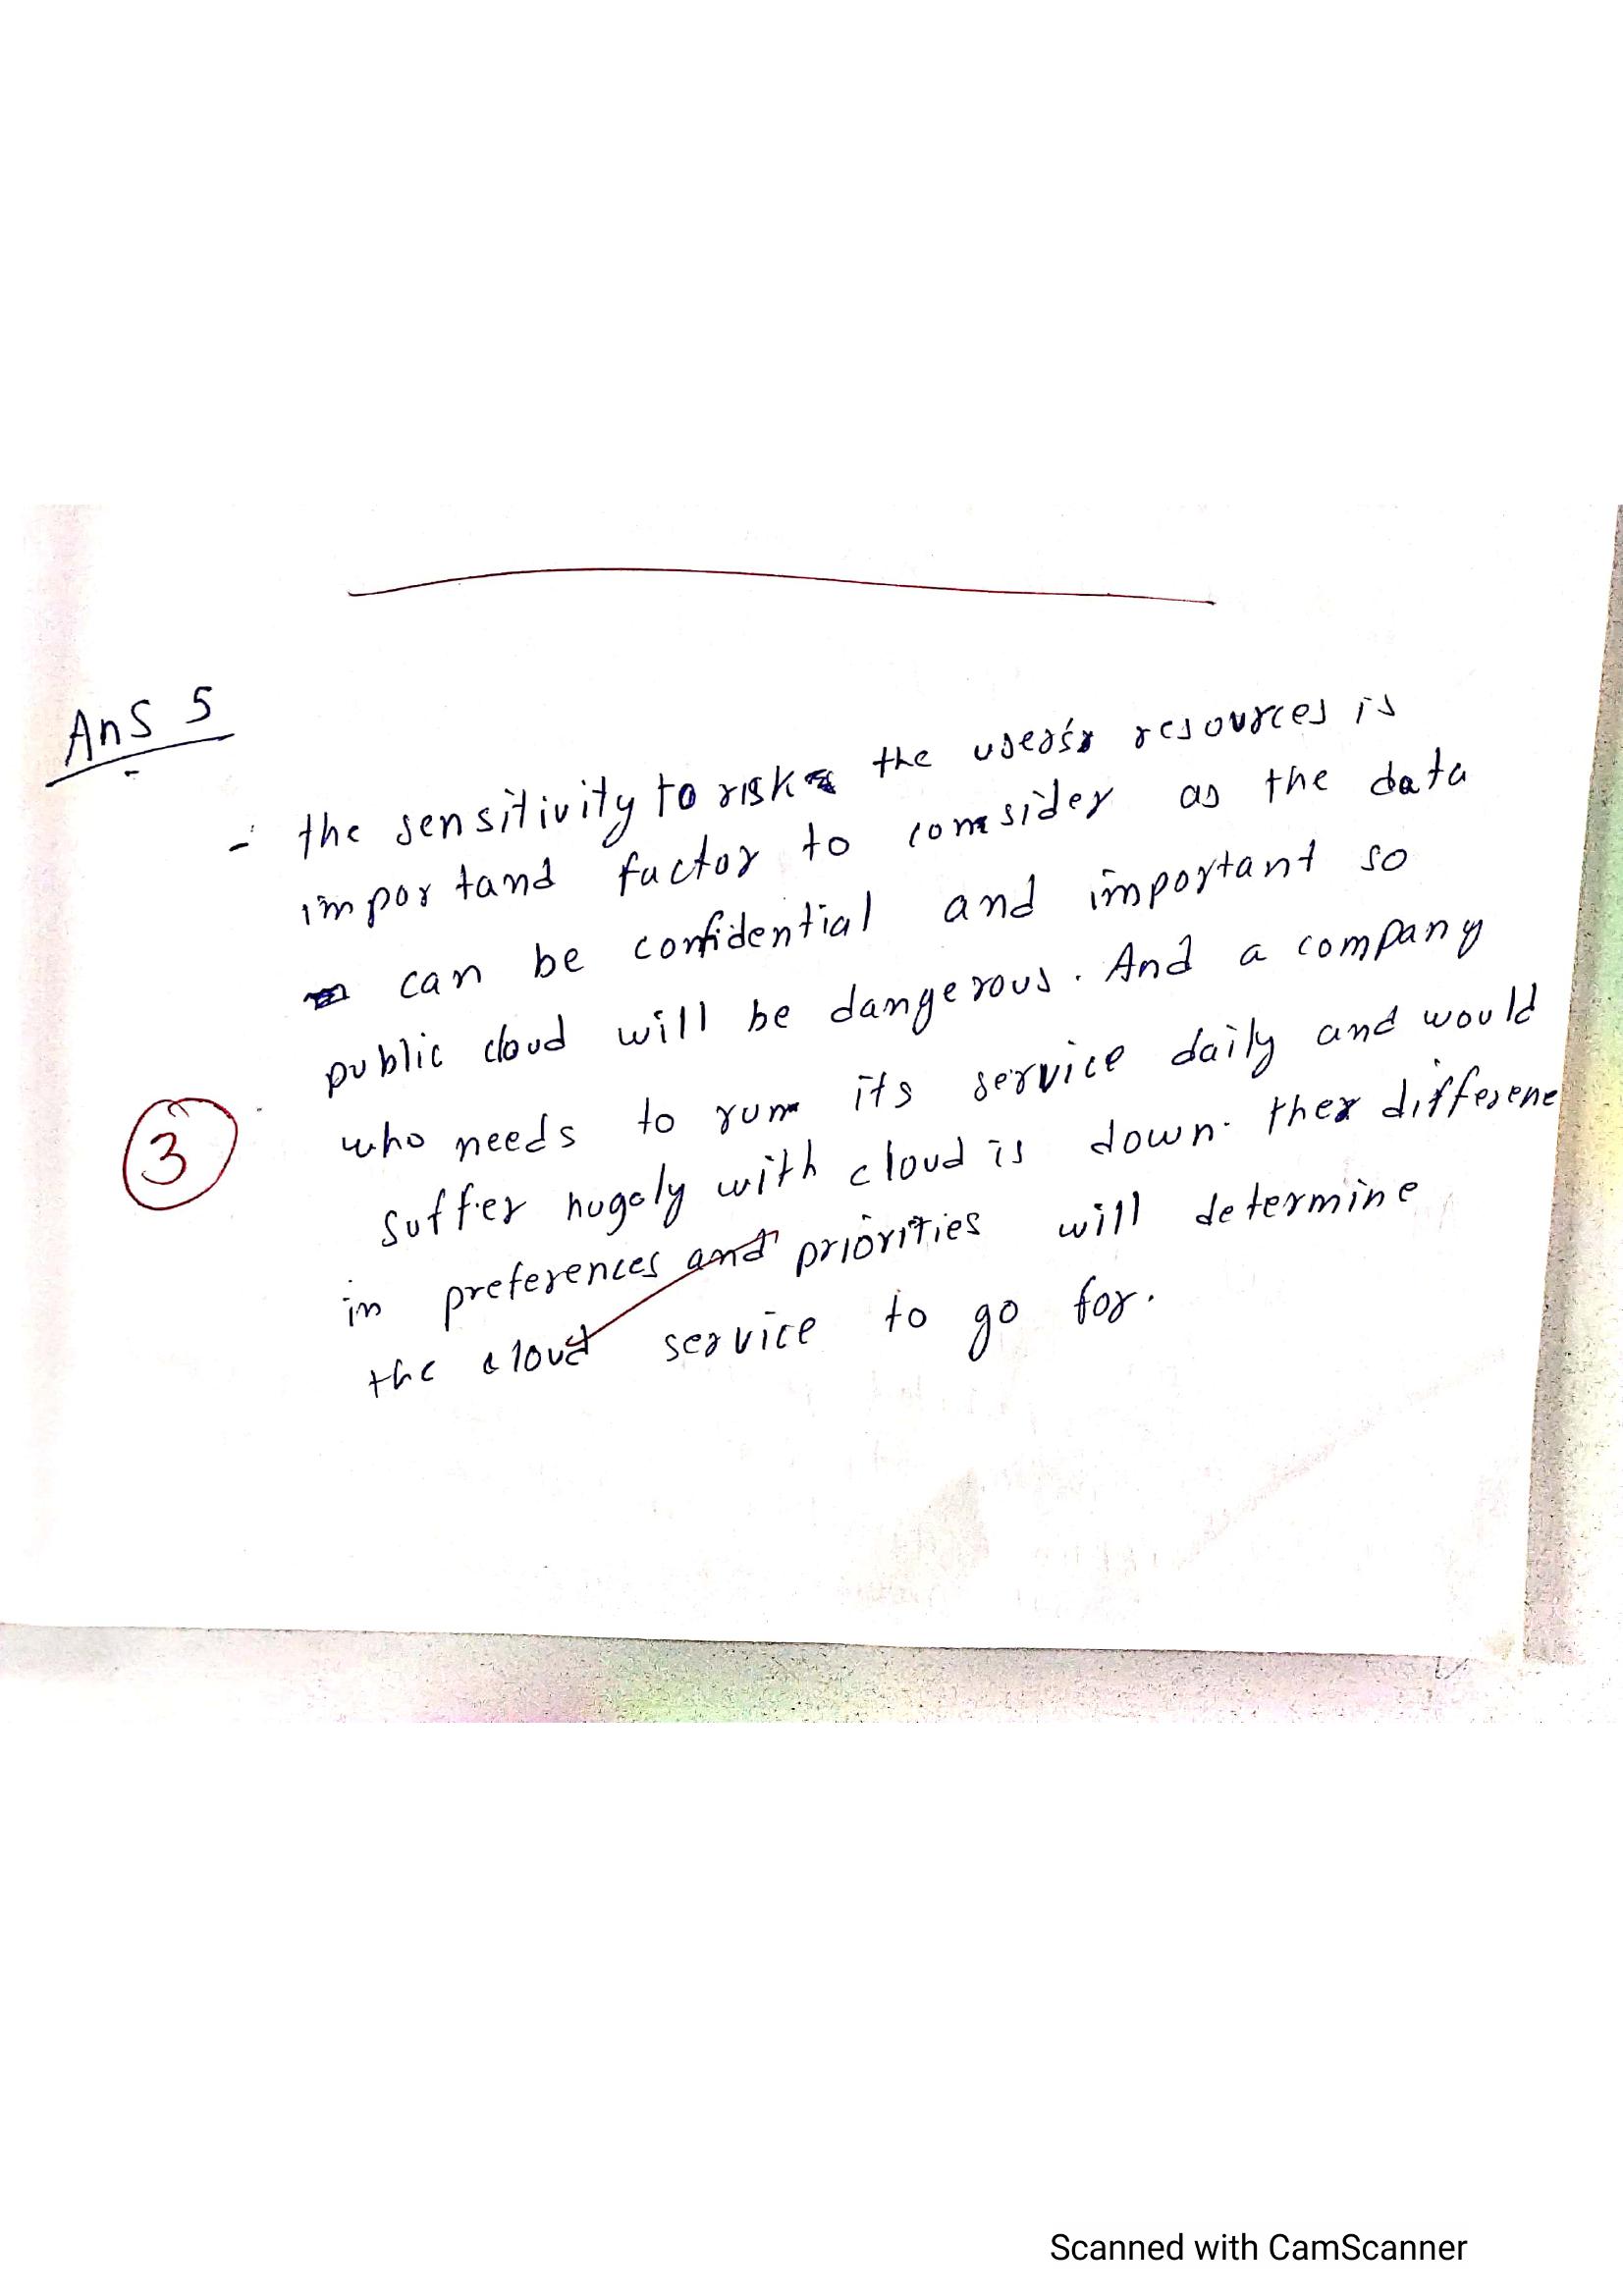 Ans 5
- the sensitivity to risk the user's resources is
importand factor to consider as the data
can be confidential and important so
public cloud will be dangerous. And a company
who needs to run its service daily and would
3
suffer hugely with cloud is down. ther differene
in preferences and priorities will determine
the cloud service to go for.
Scanned with CamScanner